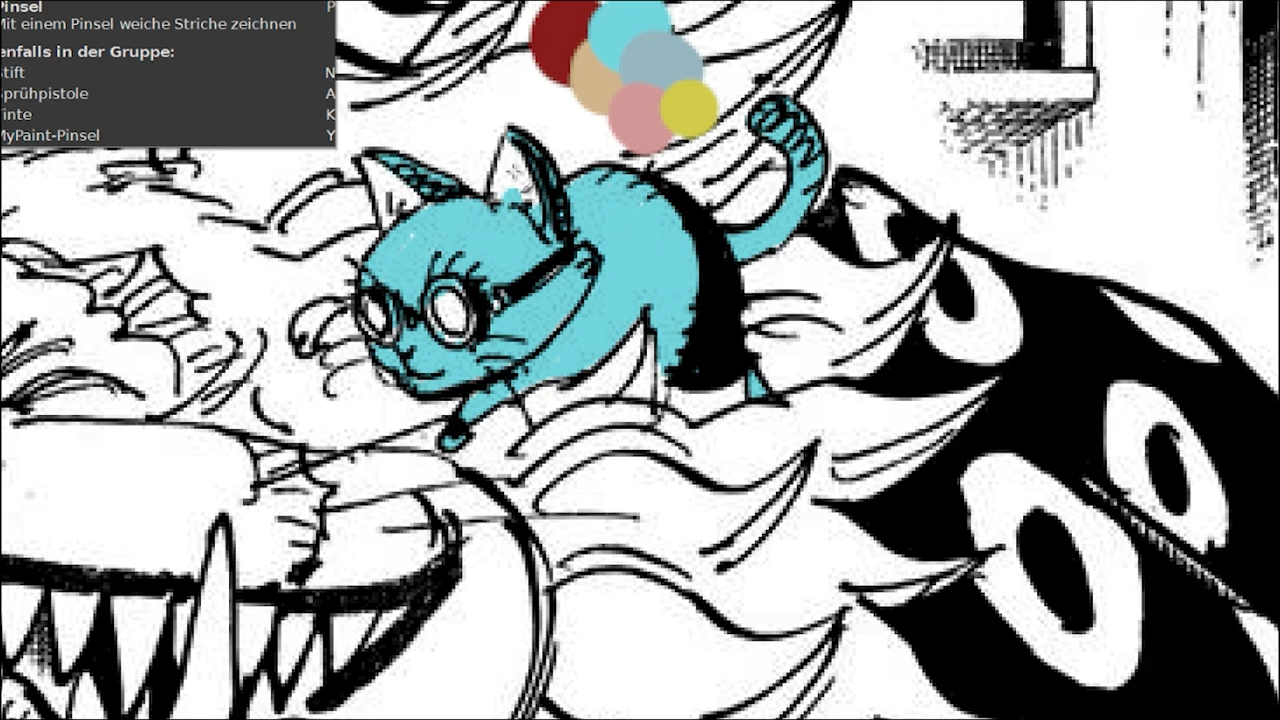 Pinsel P
Mit einem Pinsel weiche Striche zeichnen
enfalls in der Gruppe:
tift N
prühpistole A
inte K
MyPaint-Pinsel Y